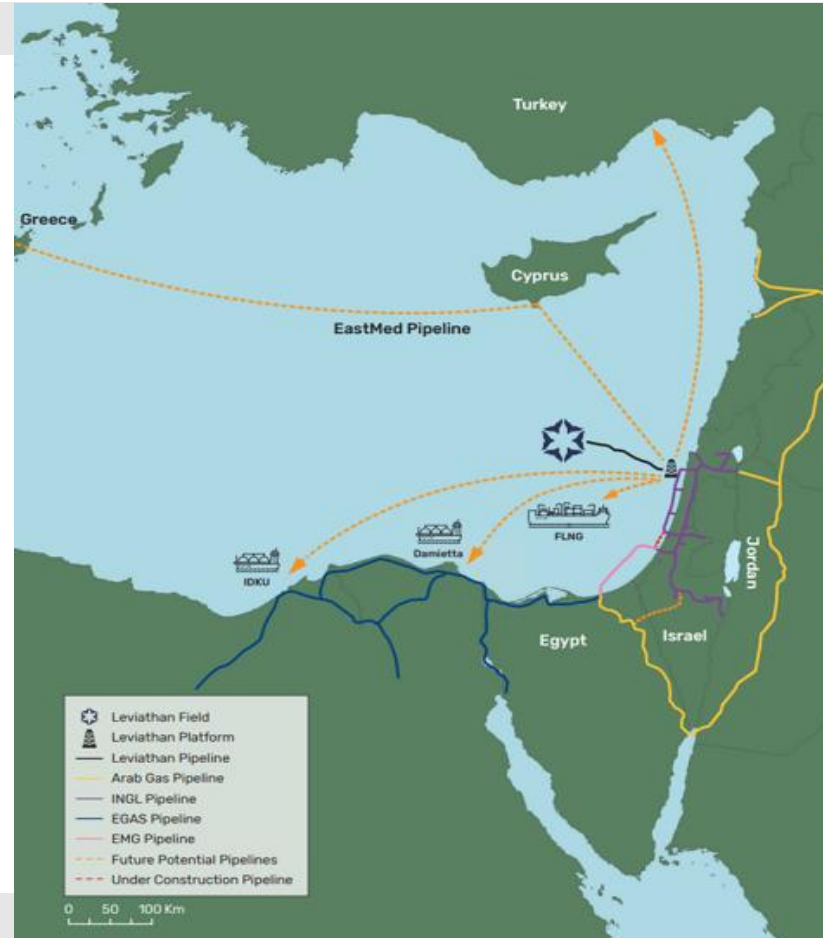 Turkey
Greece
Cyprus
EastMed Pipeline
FLNG
Damietta
IDKU
Jordan
Egypt
Israel
Leviathan Field
Leviathan Platform
Leviathan Pipeline
Arab Gas Pipeline
INGL Pipeline
EGAS Pipeline
EMG Pipeline
Future Potential Pipelines
Under Construction Pipeline
0 50 100 Km